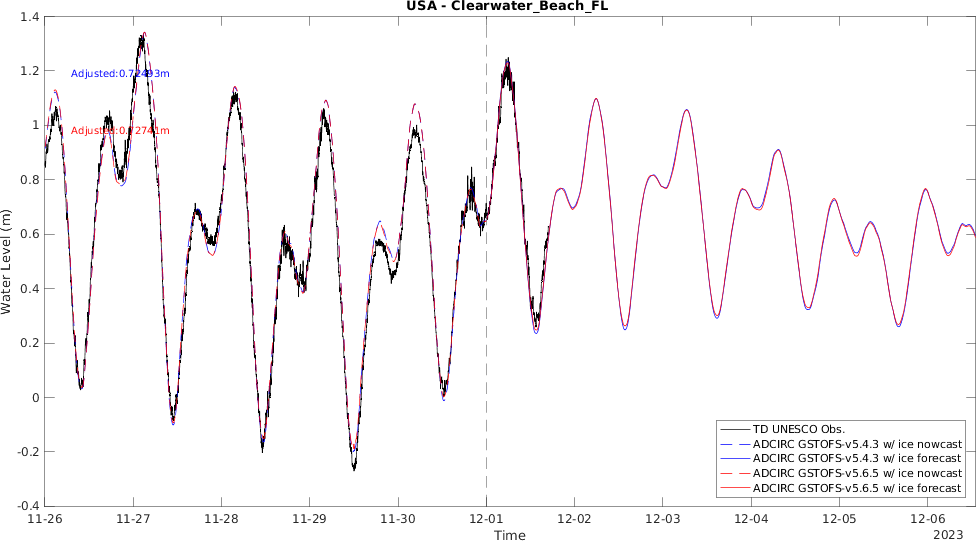 USA - Clearwater_Beach_FL
1.4
1.2
1
0.8
0.6
0.4
0.2
0
-0.2
-0.4
Water Level (m)
11-26
11-27
11-28
11-29
11-30
12-01
12-02
12-03
12-04
12-05
12-06
Time
2023
TD UNESCO Obs.
ADCIRC GSTOFS-v5.4.3 w/ ice nowcast
ADCIRC GSTOFS-v5.4.3 w/ ice forecast
ADCIRC GSTOFS-v5.6.5 w/ ice nowcast
ADCIRC GSTOFS-v5.6.5 w/ ice forecast